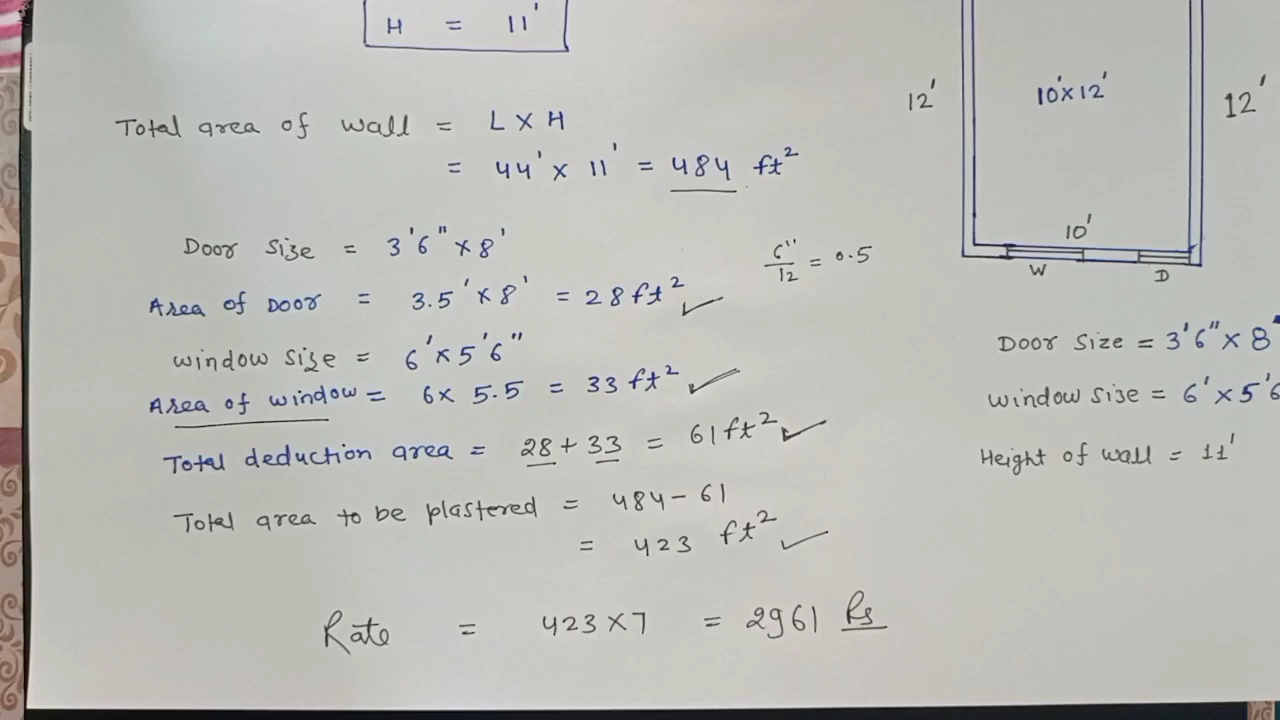 H = 11'
Total area of wall = L X H
= 44' x 11' = 484 ft²
Door Size = 3'6" x 8'
6"/12 = 0.5
Area of Door = 3.5' x 8' = 28 ft²
window size = 6' x 5'6"
Area of window = 6 x 5.5 = 33 ft²
Total deduction area = 28 + 33 = 61 ft²
Total area to be plastered = 484 - 61
= 423 ft²
Rate = 423 x 7 = 2961 Rs
12'
10' x 12'
12'
10'
W
D
Door Size = 3'6" x 8'
window size = 6' x 5'6
Height of wall = 11'